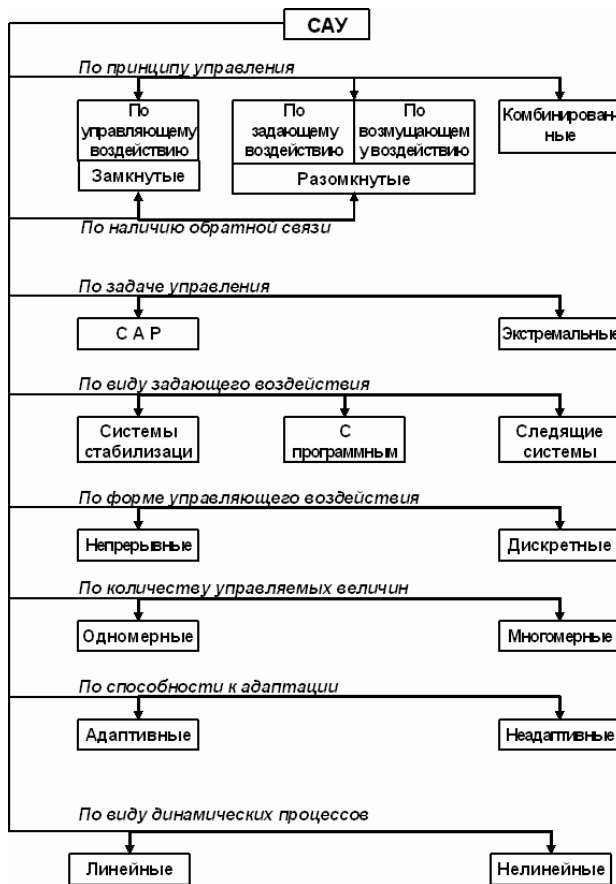 САУ
По принципу управления
По
управляющему
воздействию
По
задающему
воздействию
По
возмущающем
у воздействию
Комбинирован
ные
Замкнутые
Разомкнутые
По наличию обратной связи
По задаче управления
С А Р
Экстремальные
По виду задающего воздействия
Системы
стабилизаци
С
программным
Следящие
системы
По форме управляющего воздействия
Непрерывные
Дискретные
По количеству управляемых величин
Одномерные
Многомерные
По способности к адаптации
Адаптивные
Неадаптивные
По виду динамических процессов
Линейные
Нелинейные